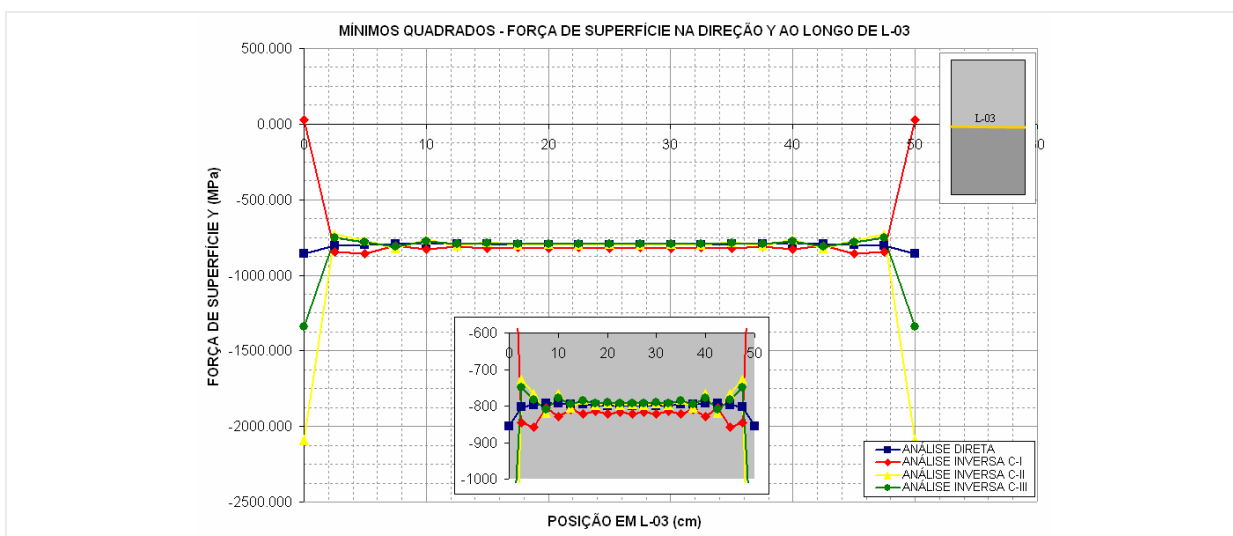 MÍNIMOS QUADRADOS - FORÇA DE SUPERFÍCIE NA DIREÇÃO Y AO LONGO DE L-03
500.000
0.000
-500.000
-1000.000
-1500.000
-2000.000
-2500.000
FORÇA DE SUPERFÍCIE Y (MPa)
0 10 20 30 40 50 60
L-03
-600
-700
-800
-900
-1000
0 10 20 30 40 50
ANÁLISE DIRETA
ANÁLISE INVERSA C-I
ANÁLISE INVERSA C-II
ANÁLISE INVERSA C-III
POSIÇÃO EM L-03 (cm)